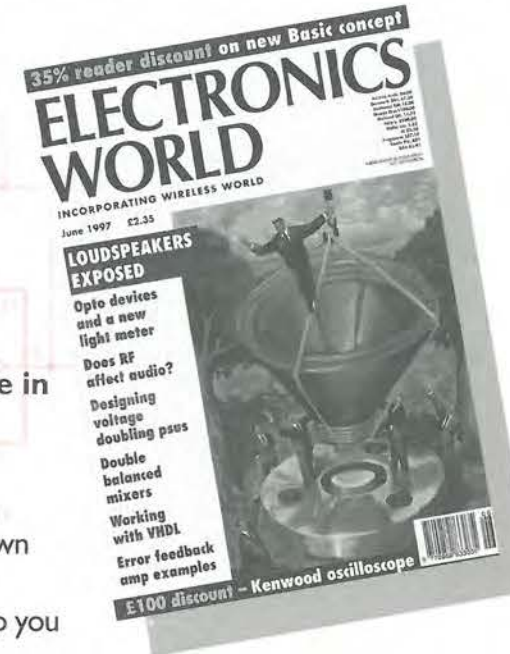 35% reader discount on new Basic concept
ELECTRONICS
WORLD
INCORPORATING WIRELESS WORLD
June 1997 £2.35
LOUDSPEAKERS
EXPOSED
Opto devices
and a new
light meter
Does RF
affect audio?
Designing
voltage
doubling psus
Double
balanced
mixers
Working
with VHDL
Error feedback
amp examples
£100 discount – Kenwood oscilloscope
e in
wn
o you